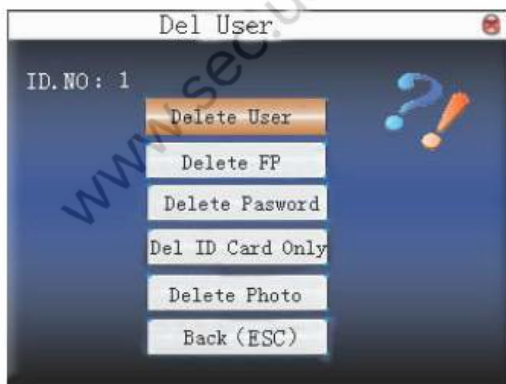 Del User
ID.NO: 1
Delete User
Delete FP
Delete Pasword
Del ID Card Only
Delete Photo
Back (ESC)